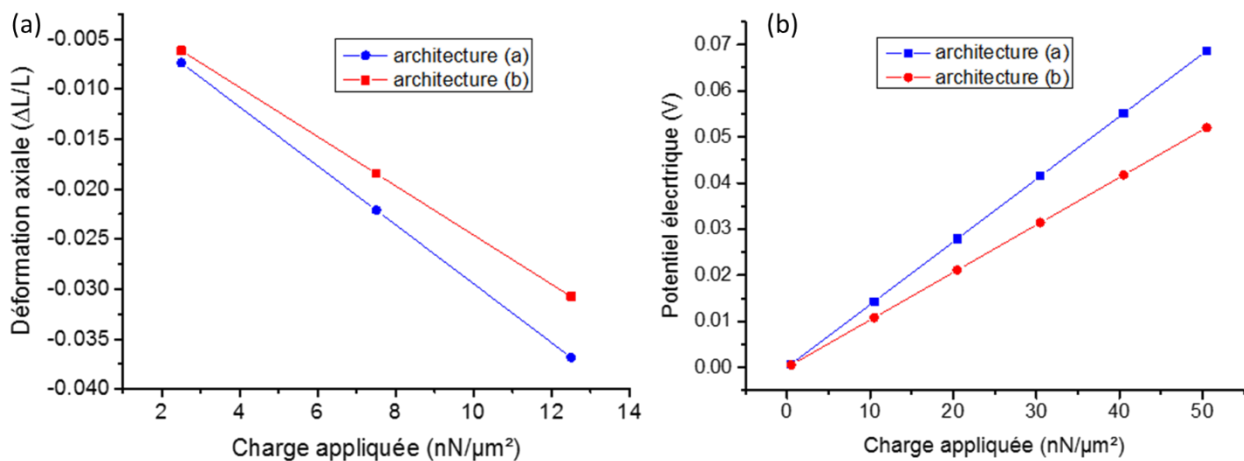 (a)
-0.005
-0.010
-0.015
-0.020
-0.025
-0.030
-0.035
-0.040
Déformation axiale (ΔL/L)
architecture (a)
architecture (b)
2 4 6 8 10 12 14
Charge appliquée (nN/µm²)
(b)
0.07
0.06
0.05
0.04
0.03
0.02
0.01
0.00
Potentiel élecrtrique (V)
architecture (a)
architecture (b)
0 10 20 30 40 50
Charge appliquée (nN/µm²)